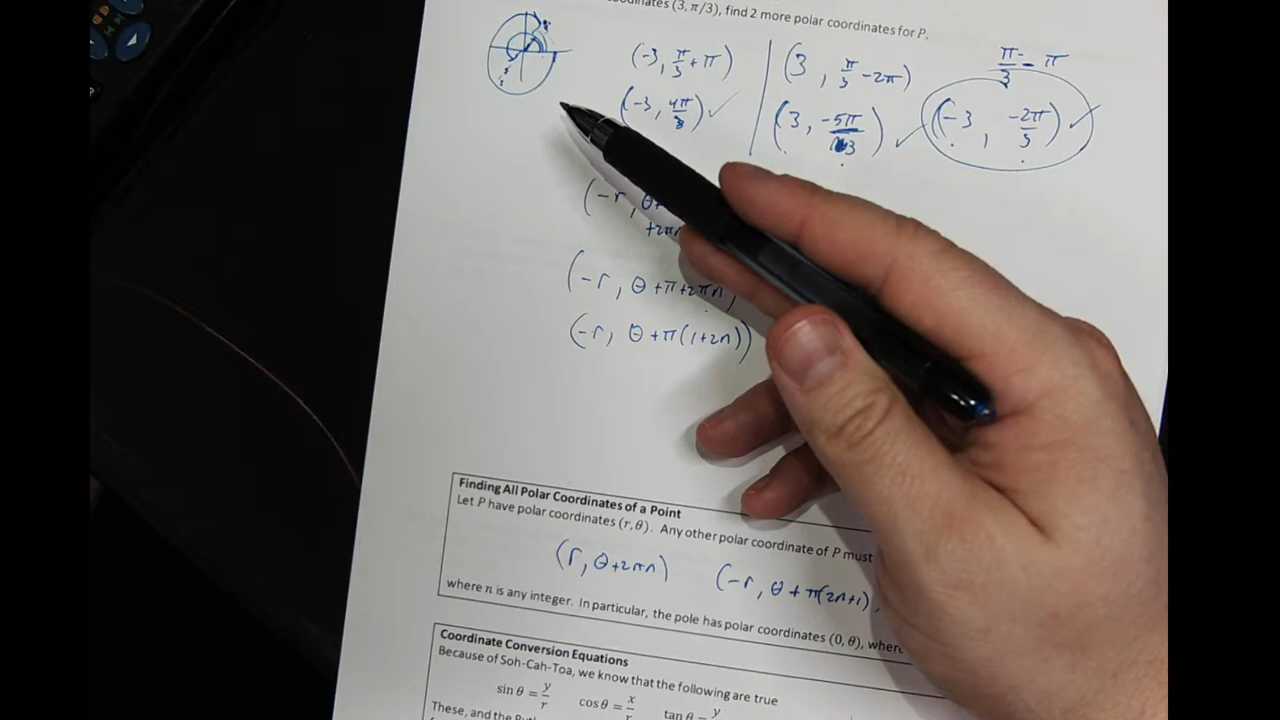 (3, π/3), find 2 more polar coordinates for P.
(-3, π/3 + π)
(-3, 4π/3) ✓
(3, π/3 - 2π)
(3, -5π/3) ✓
π/3 - π
(-3, -2π/3) ✓
(-r, θ+
+2πn
(-r, θ+π+2πn)
(-r, θ+π(1+2n))
Finding All Polar Coordinates of a Point
Let P have polar coordinates (r, θ). Any other polar coordinate of P must
(r, θ+2πn) (-r, θ + π(2n+1),
where n is any integer. In particular, the pole has polar coordinates (0, θ), where
Coordinate Conversion Equations
Because of Soh-Cah-Toa, we know that the following are true
sin θ = y/r cos θ = x/r tan θ = y
These, and the